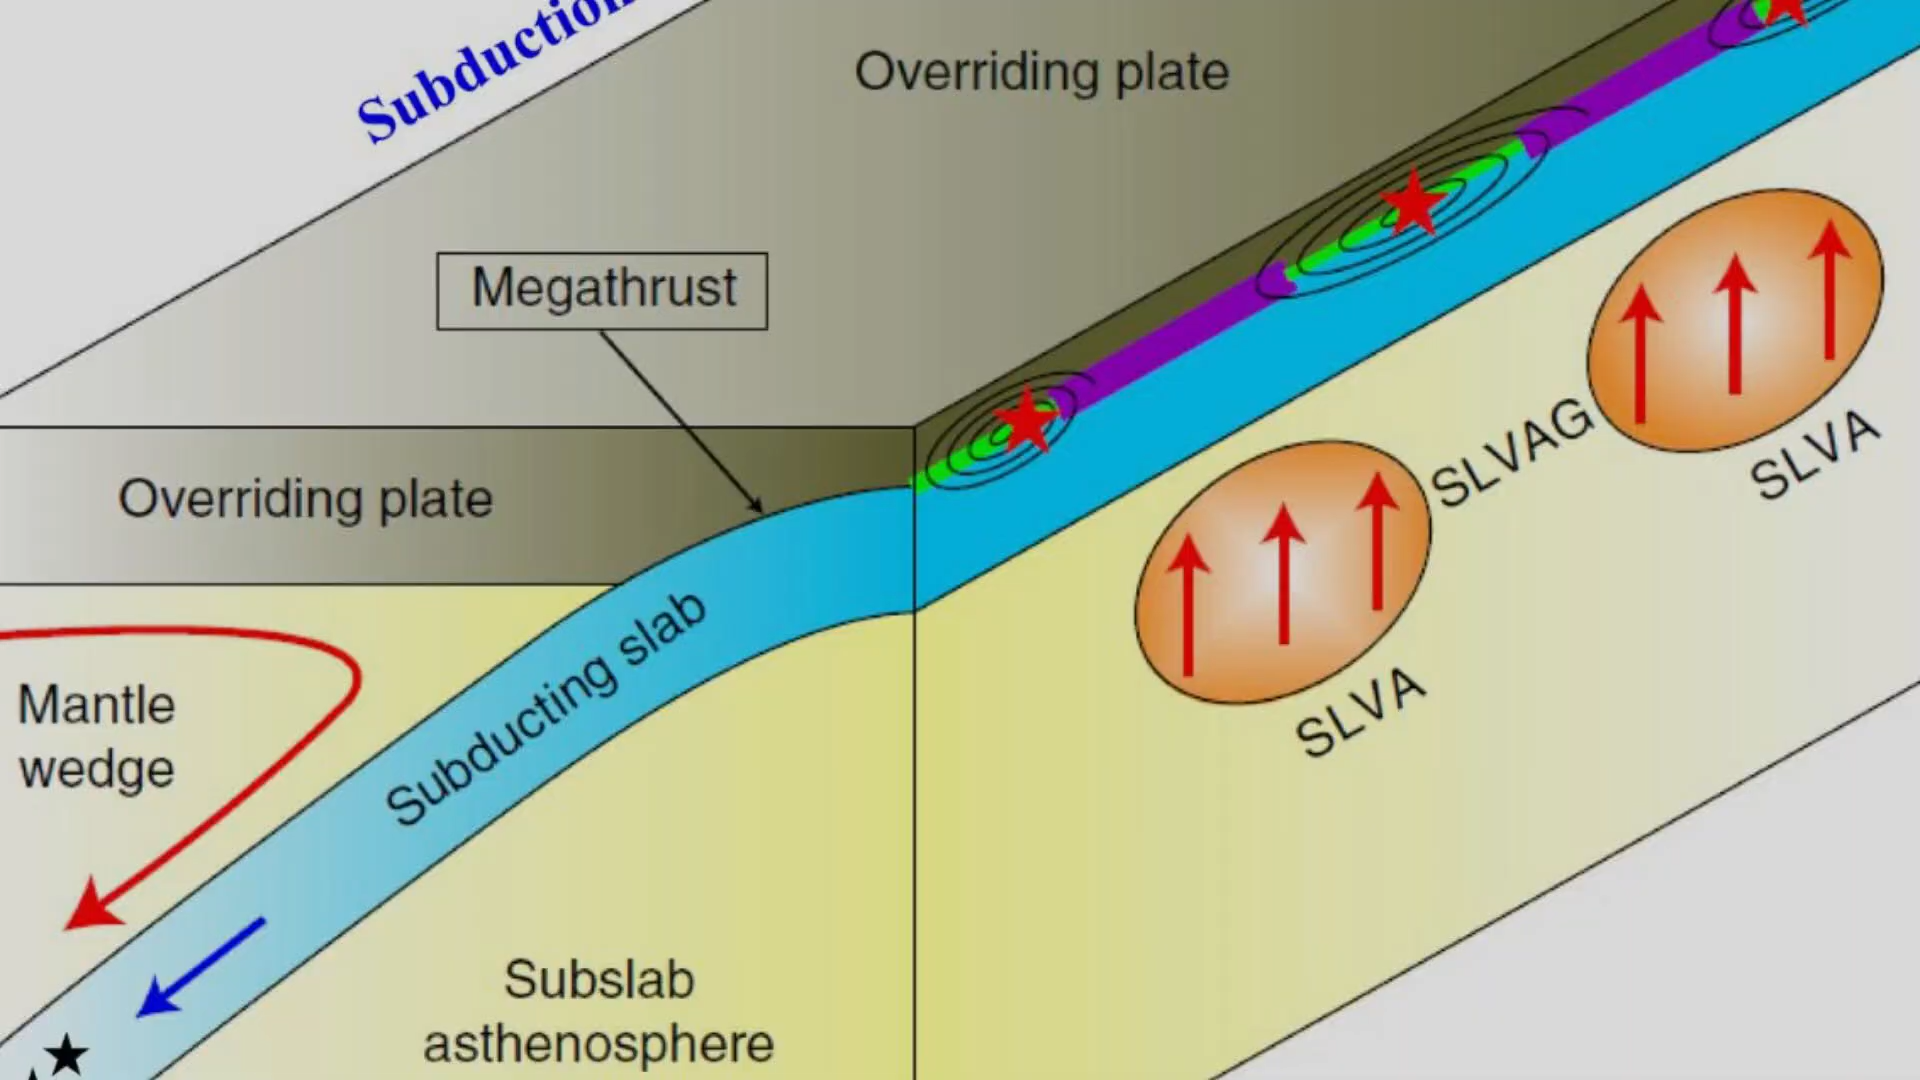 Subduction
Overriding plate
Megathrust
Overriding plate
SLVAG
SLVA
SLVA
Subducting slab
Mantle
wedge
Subslab
asthenosphere